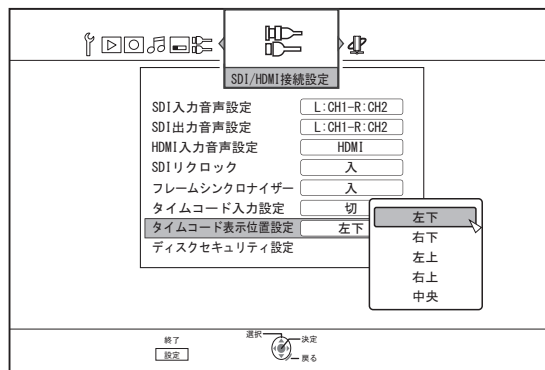 SDI/HDMI接続設定
SDI入力音声設定 L:CH1-R:CH2
SDI出力音声設定 L:CH1-R:CH2
HDMI入力音声設定 HDMI
SDIリクロック 入
フレームシンクロナイザー 入
タイムコード入力設定 切
タイムコード表示位置設定 左下
ディスクセキュリティ設定
左下
右下
左上
右上
中央
終了
設定
選択
決定
戻る